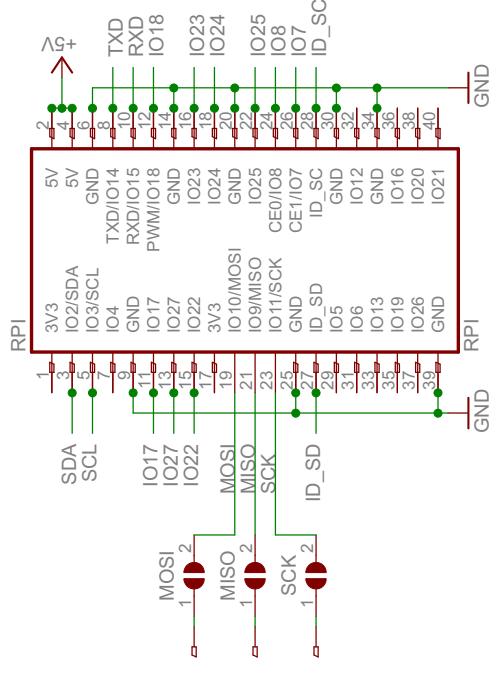 +5V
TXD
RXD
IO18
IO23
IO24
IO25
IO8
IO7
ID_SC
GND
2
4
6
8
10
12
14
16
18
20
22
24
26
28
30
32
34
36
38
40
5V
5V
GND
TXD/IO14
RXD/IO15
PWM/IO18
GND
IO23
IO24
GND
IO25
CE0/IO8
CE1/IO7
ID_SC
GND
IO12
GND
IO16
IO20
IO21
RPI
RPI
3V3
IO2/SDA
IO3/SCL
IO4
GND
IO17
IO27
IO22
3V3
IO10/MOSI
IO9/MISO
IO11/SCK
GND
ID_SD
IO5
IO6
IO13
IO19
IO26
GND
1
3
5
7
9
11
13
15
17
19
21
23
25
27
29
31
33
35
37
39
SDA
SCL
IO17
IO27
IO22
MOSI
MISO
SCK
ID_SD
GND
MOSI
1
2
MISO
1
2
SCK
1
2